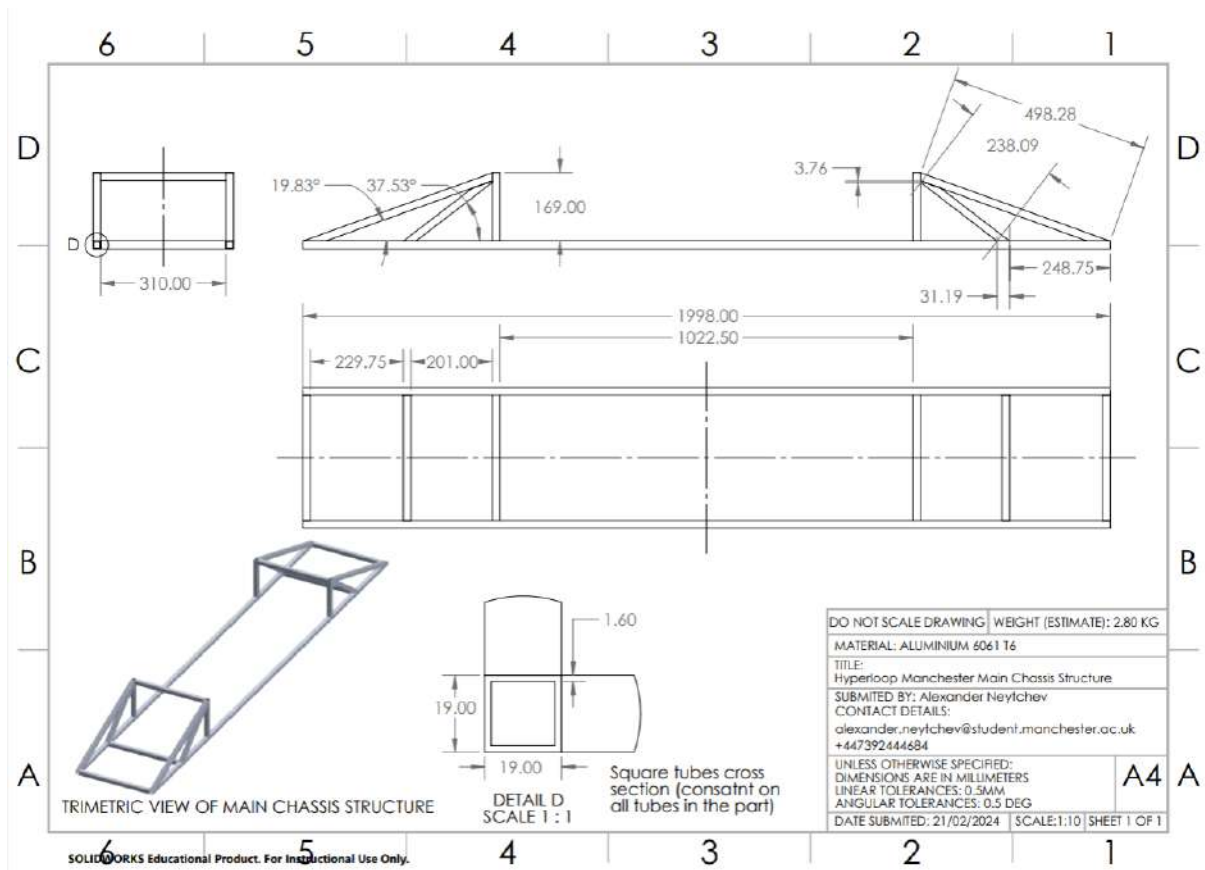 6 5 4 3 2 1
D D
498.28
238.09
3.76
19.83° 37.53°
169.00
D
310.00
248.75
31.19
1998.00
1022.50
C C
229.75 201.00
B B
1.60
19.00
19.00
DETAIL D
SCALE 1 : 1
Square tubes cross
section (consatnt on
all tubes in the part)
TRIMETRIC VIEW OF MAIN CHASSIS STRUCTURE
DO NOT SCALE DRAWING WEIGHT (ESTIMATE): 2.80 KG
MATERIAL: ALUMINIUM 6061 T6
TITLE:
Hyperloop Manchester Main Chassis Structure
SUBMITED BY: Alexander Neytchev
CONTACT DETAILS:
alexander.neytchev@student.manchester.ac.uk
+447392444684
UNLESS OTHERWISE SPECIFIED:
DIMENSIONS ARE IN MILLIMETERS
LINEAR TOLERANCES: 0.5MM
ANGULAR TOLERANCES: 0.5 DEG
A4
DATE SUBMITED: 21/02/2024 SCALE:1:10 SHEET 1 OF 1
A A
6 5 4 3 2 1
SOLIDWORKS Educational Product. For Instructional Use Only.